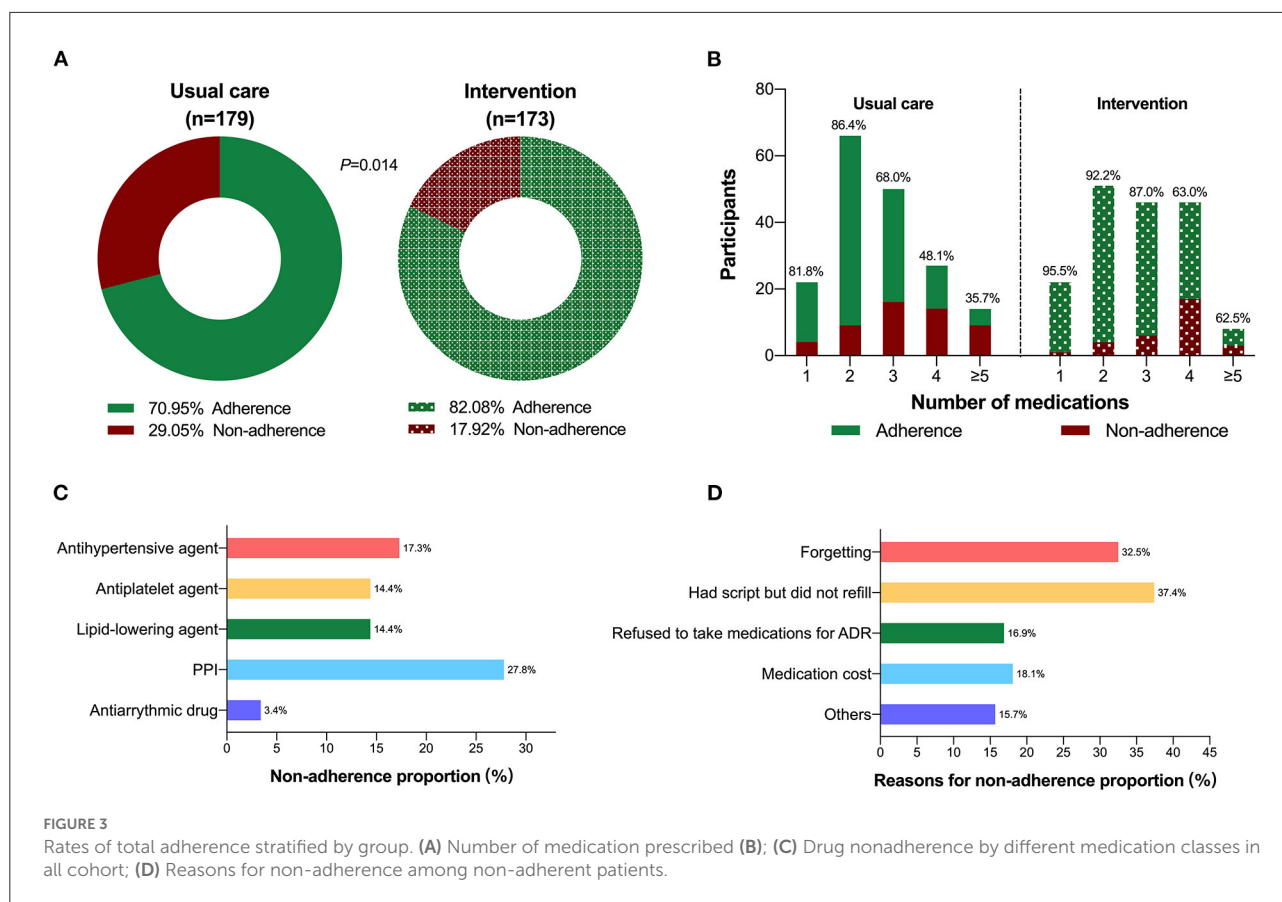 A
Usual care
(n=179)
Intervention
(n=173)
P=0.014
70.95% Adherence
29.05% Non-adherence
82.08% Adherence
17.92% Non-adherence
B
Participants
80
60
40
20
0
Usual care
Intervention
81.8%
86.4%
68.0%
48.1%
35.7%
95.5%
92.2%
87.0%
63.0%
62.5%
1 2 3 4 ≥5 1 2 3 4 ≥5
Number of medications
Adherence
Non-adherence
C
Antihypertensive agent 17.3%
Antiplatelet agent 14.4%
Lipid-lowering agent 14.4%
PPI 27.8%
Antiarrythmic drug 3.4%
0 5 10 15 20 25 30
Non-adherence proportion (%)
D
Forgetting 32.5%
Had script but did not refill 37.4%
Refused to take medications for ADR 16.9%
Medication cost 18.1%
Others 15.7%
0 5 10 15 20 25 30 35 40 45
Reasons for non-adherence proportion (%)
FIGURE 3
Rates of total adherence stratified by group. (A) Number of medication prescribed (B); (C) Drug nonadherence by different medication classes in
all cohort; (D) Reasons for non-adherence among non-adherent patients.